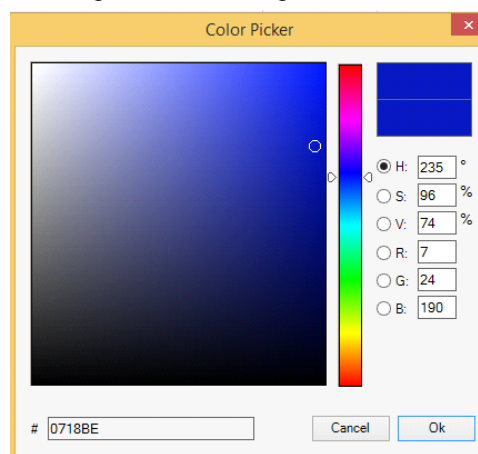 Color Picker
H: 235 °
S: 96 %
V: 74 %
R: 7
G: 24
B: 190
# 0718BE
Cancel Ok